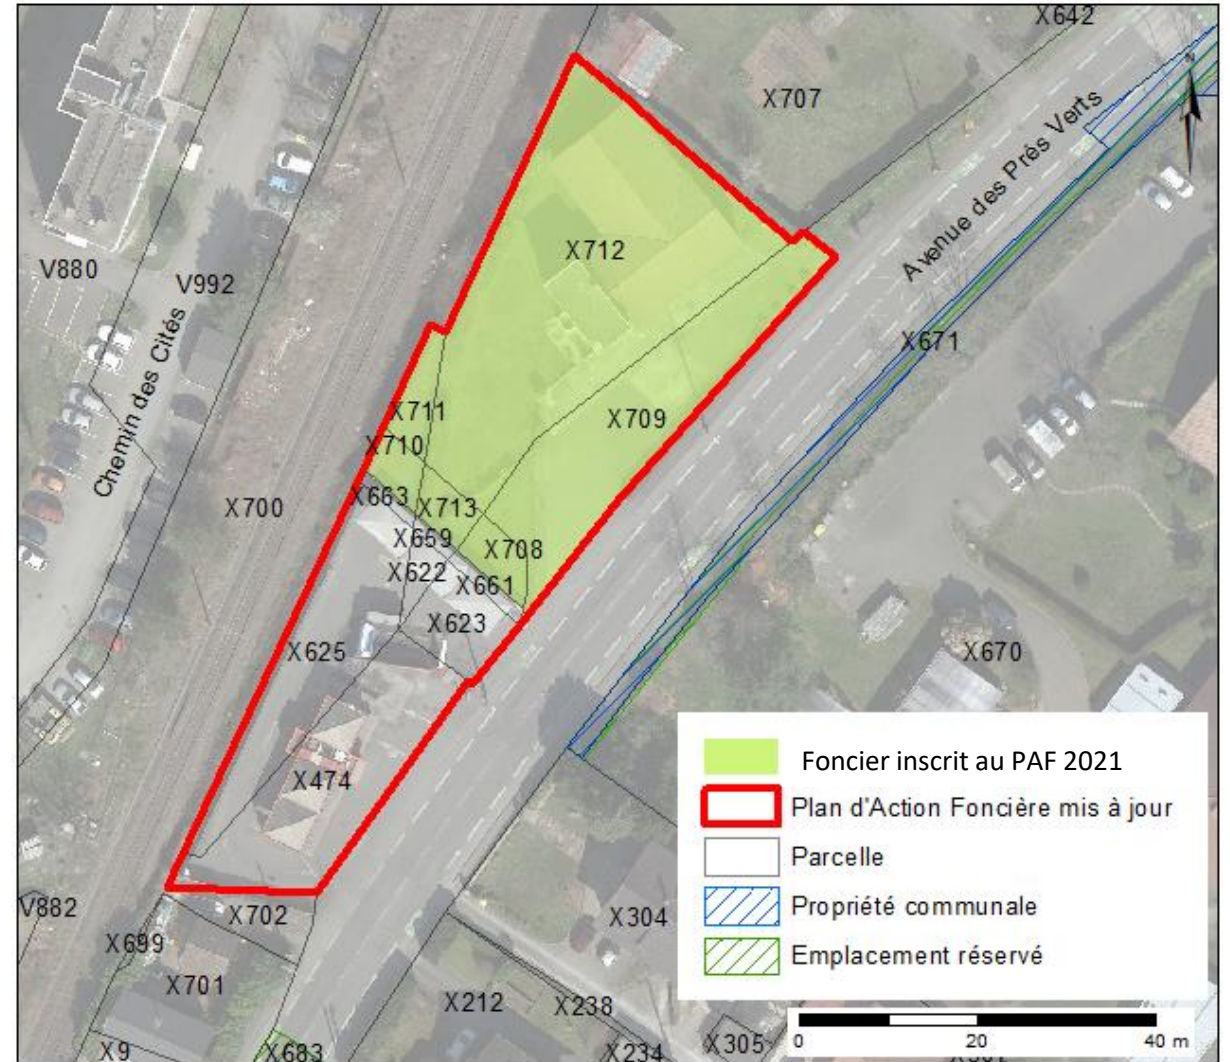 X642
X707
Avenue des Prés Verts
X712
V880
V992
Chemin des Cités
X671
X711
X709
X710
X663
X713
X700
X659
X708
X622
X661
X623
X625
X670
X474
Foncier inscrit au PAF 2021
Plan d'Action Foncière mis à jour
Parcelle
Propriété communale
Emplacement réservé
V882
X702
X304
X699
X701
X212
X238
X9
X683
X234
X305
0 20 40 m